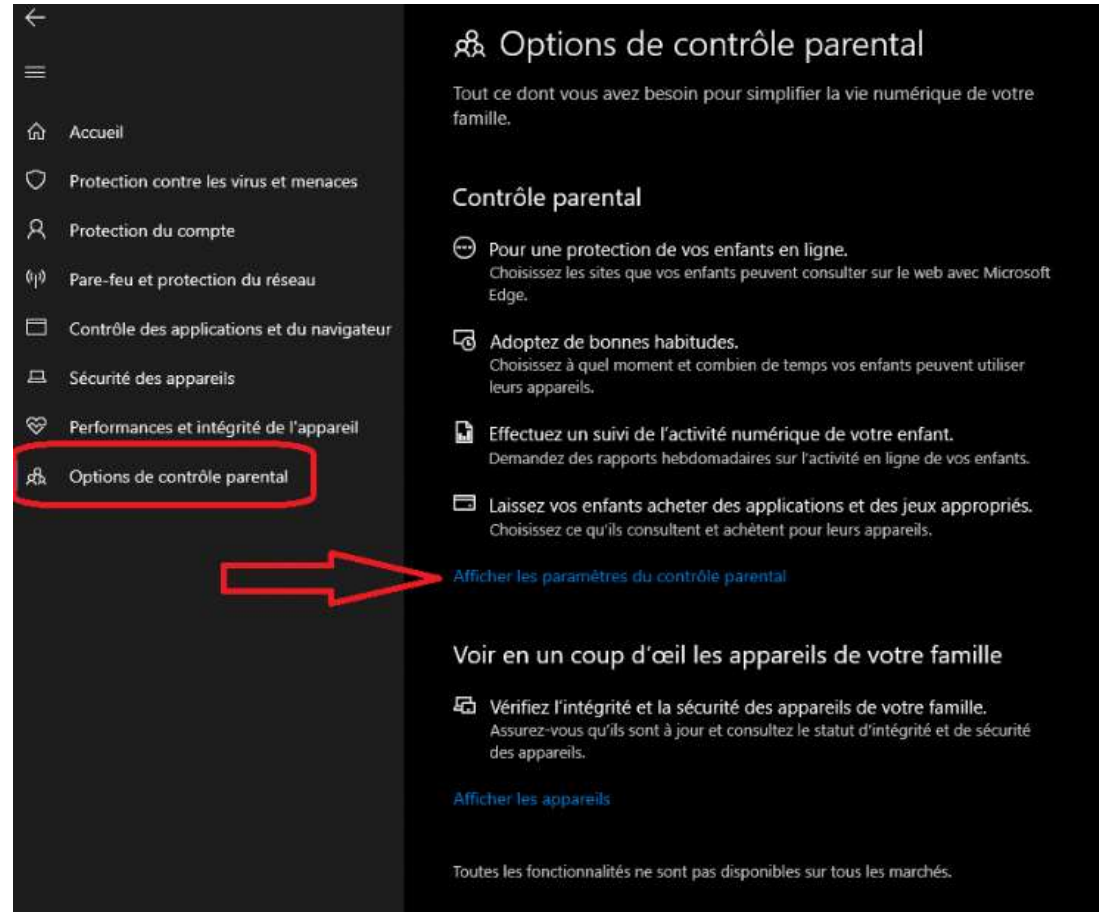 Accueil
Protection contre les virus et menaces
Protection du compte
Pare-feu et protection du réseau
Contrôle des applications et du navigateur
Sécurité des appareils
Performances et intégrité de l'appareil
Options de contrôle parental
Options de contrôle parental
Tout ce dont vous avez besoin pour simplifier la vie numérique de votre
famille.
Contrôle parental
Pour une protection de vos enfants en ligne.
Choisissez les sites que vos enfants peuvent consulter sur le web avec Microsoft
Edge.
Adoptez de bonnes habitudes.
Choisissez à quel moment et combien de temps vos enfants peuvent utiliser
leurs appareils.
Effectuez un suivi de l'activité numérique de votre enfant.
Demandez des rapports hebdomadaires sur l'activité en ligne de vos enfants.
Laissez vos enfants acheter des applications et des jeux appropriés.
Choisissez ce qu'ils consultent et achètent pour leurs appareils.
Afficher les paramètres du contrôle parental
Voir en un coup d'œil les appareils de votre famille
Vérifiez l'intégrité et la sécurité des appareils de votre famille.
Assurez-vous qu'ils sont à jour et consultez le statut d'intégrité et de sécurité
des appareils.
Afficher les appareils
Toutes les fonctionnalités ne sont pas disponibles sur tous les marchés.